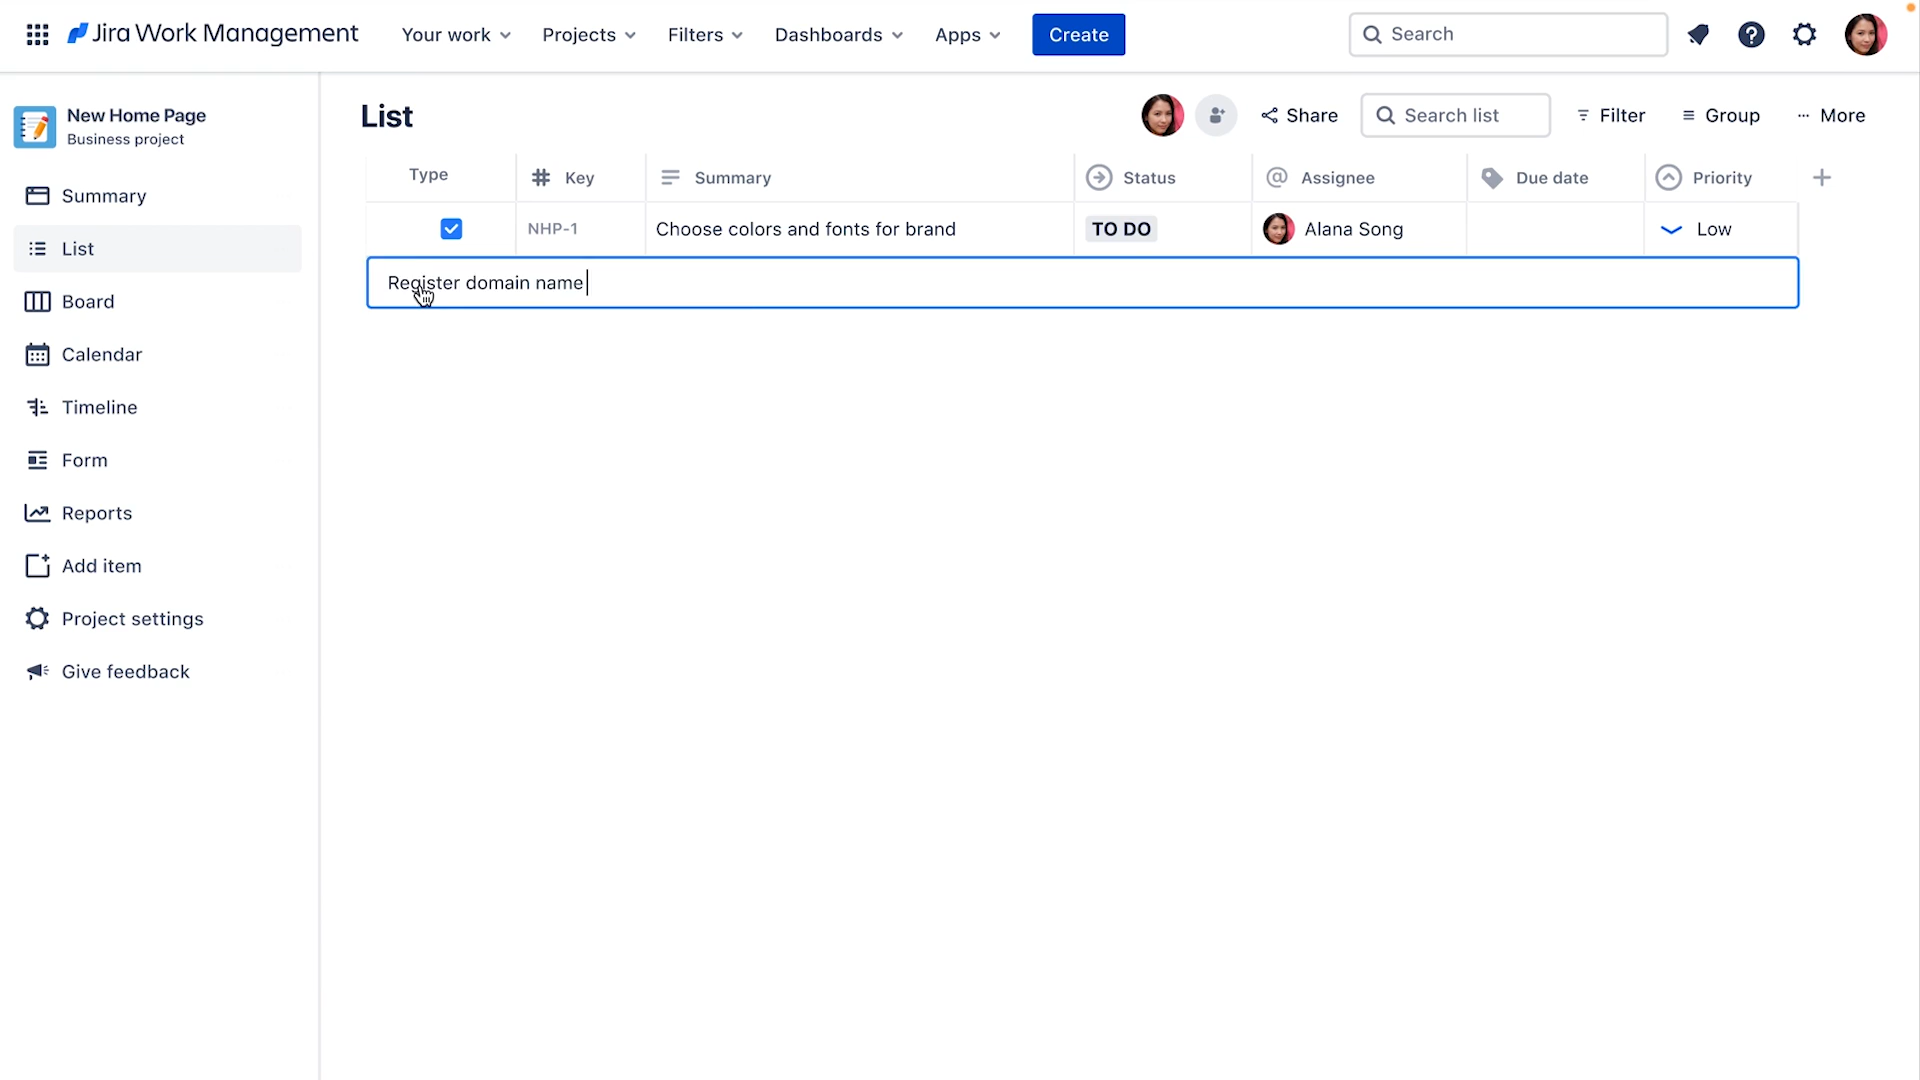 Jira Work Management
Your work
Projects
Filters
Dashboards
Apps
Create
Search
New Home Page
Business project
Summary
List
Board
Calendar
Timeline
Form
Reports
Add item
Project settings
Give feedback
List
Share
Search list
Filter
Group
More
Type
Key
Summary
Status
Assignee
Due date
Priority
NHP-1
Choose colors and fonts for brand
TO DO
Alana Song
Low
Register domain name